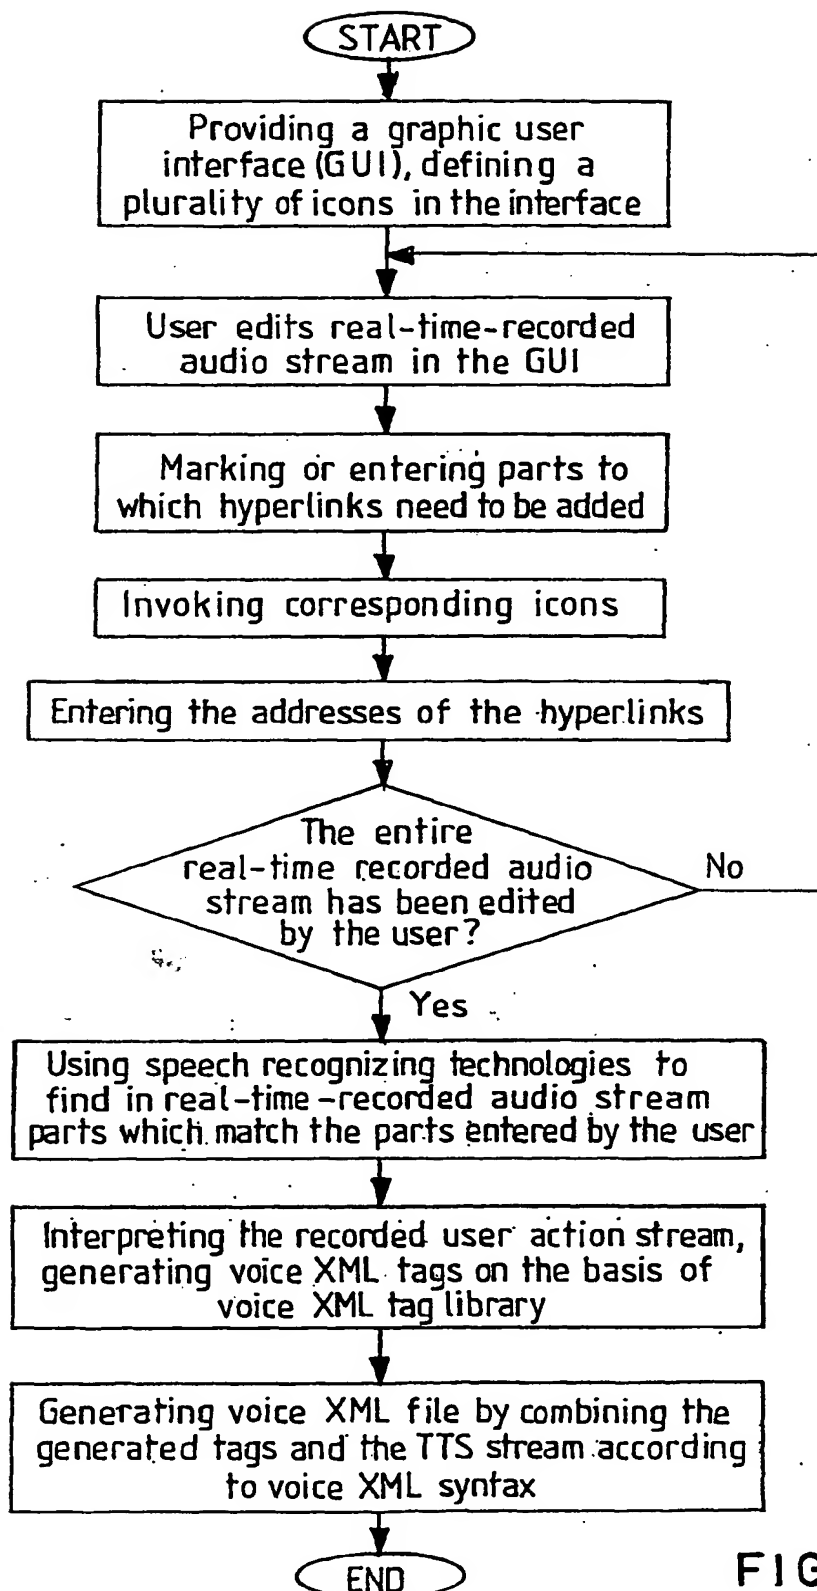 START
Providing a graphic user
interface (GUI), defining a
plurality of icons in the interface
User edits real-time-recorded
audio stream in the GUI
Marking or entering parts to
which hyperlinks need to be added
Invoking corresponding icons
Entering the addresses of the hyperlinks
The entire
real-time recorded audio
stream has been edited
by the user?
No
Yes
Using speech recognizing technologies to
find in real-time-recorded audio stream
parts which match the parts entered by the user
Interpreting the recorded user action stream,
generating voice XML tags on the basis of
voice XML tag library
Generating voice XML file by combining the
generated tags and the TTS stream according
to voice XML syntax
END
FIG